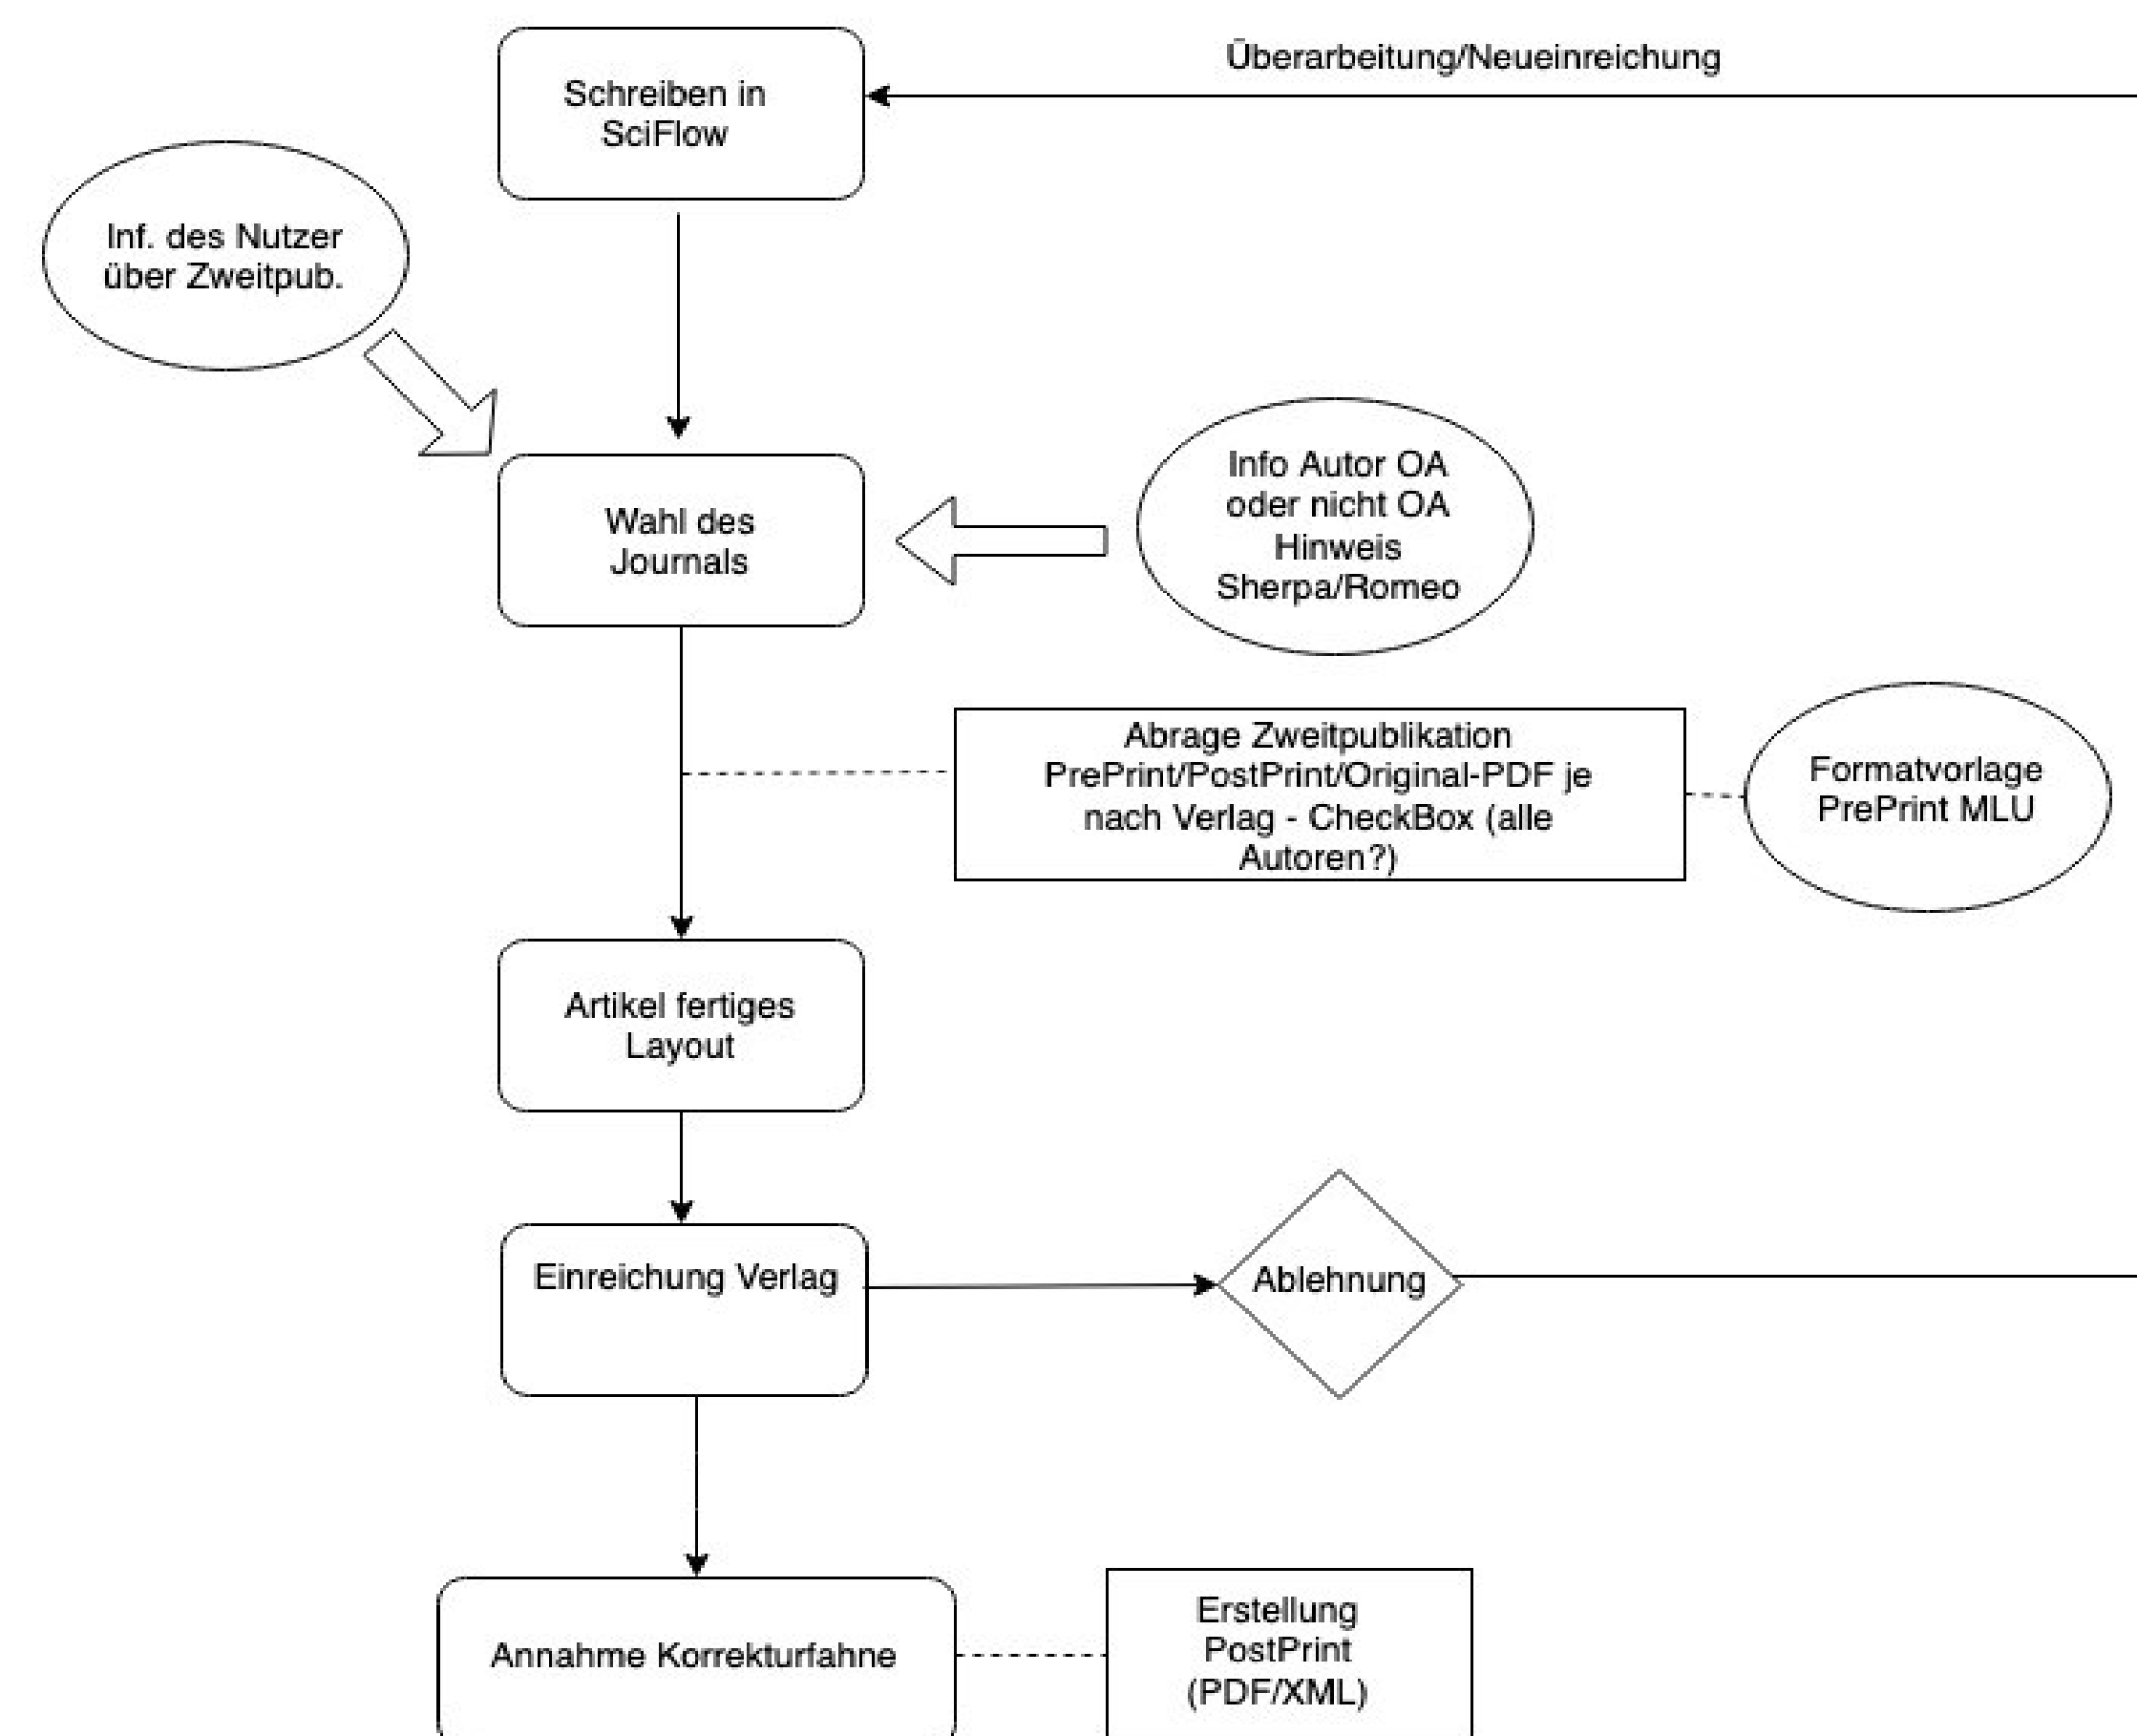 Überarbeitung/Neueinreichung
Schreiben in
SciFlow
Inf. des Nutzer
über Zweitpub.
Wahl des
Journals
Info Autor OA
oder nicht OA
Hinweis
Sherpa/Romeo
Abrage Zweitpublikation
PrePrint/PostPrint/Original-PDF je
nach Verlag - CheckBox (alle
Autoren?)
Formatvorlage
PrePrint MLU
Artikel fertiges
Layout
Einreichung Verlag
Ablehnung
Annahme Korrekturfahne
Erstellung
PostPrint
(PDF/XML)